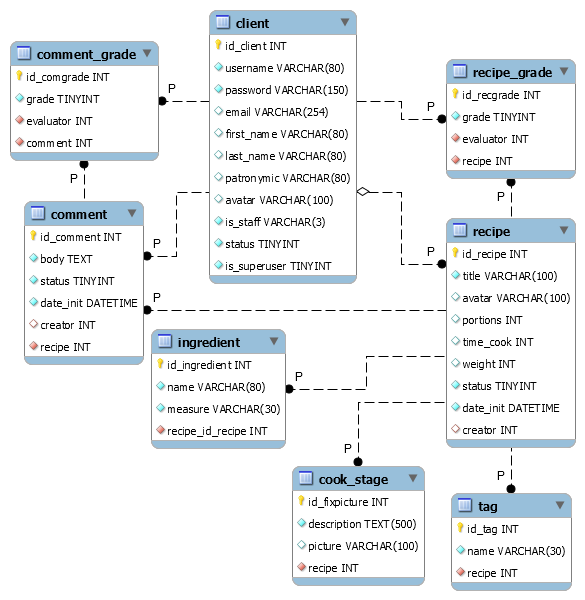 client
id_client INT
username VARCHAR(80)
password VARCHAR(150)
email VARCHAR(254)
first_name VARCHAR(80)
last_name VARCHAR(80)
patronymic VARCHAR(80)
avatar VARCHAR(100)
is_staff VARCHAR(3)
status TINYINT
is_superuser TINYINT
comment_grade
id_comgrade INT
grade TINYINT
evaluator INT
comment INT
P
P
recipe_grade
id_recgrade INT
grade TINYINT
evaluator INT
recipe INT
P
P
comment
id_comment INT
body TEXT
status TINYINT
date_init DATETIME
creator INT
recipe INT
P
P
recipe
id_recipe INT
title VARCHAR(100)
avatar VARCHAR(100)
portions INT
time_cook INT
weight INT
status TINYINT
date_init DATETIME
creator INT
P
ingredient
id_ingredient INT
name VARCHAR(80)
measure VARCHAR(30)
recipe_id_recipe INT
P
cook_stage
id_fixpicture INT
description TEXT(500)
picture VARCHAR(100)
recipe INT
P
tag
id_tag INT
name VARCHAR(30)
recipe INT
P